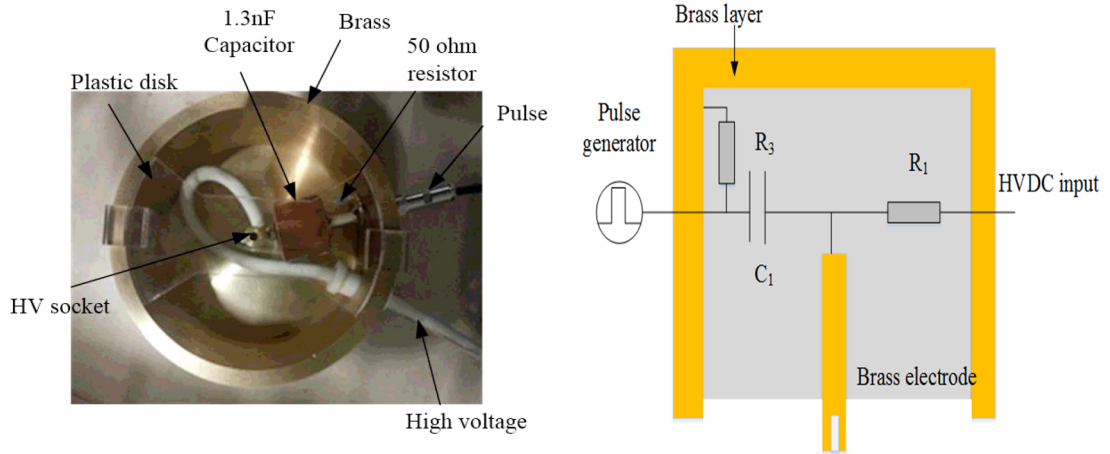 1.3nF
Capacitor
Brass
50 ohm
resistor
Plastic disk
Pulse
HV socket
High voltage
Brass layer
Pulse
generator
R3
R1
HVDC input
C1
Brass electrode